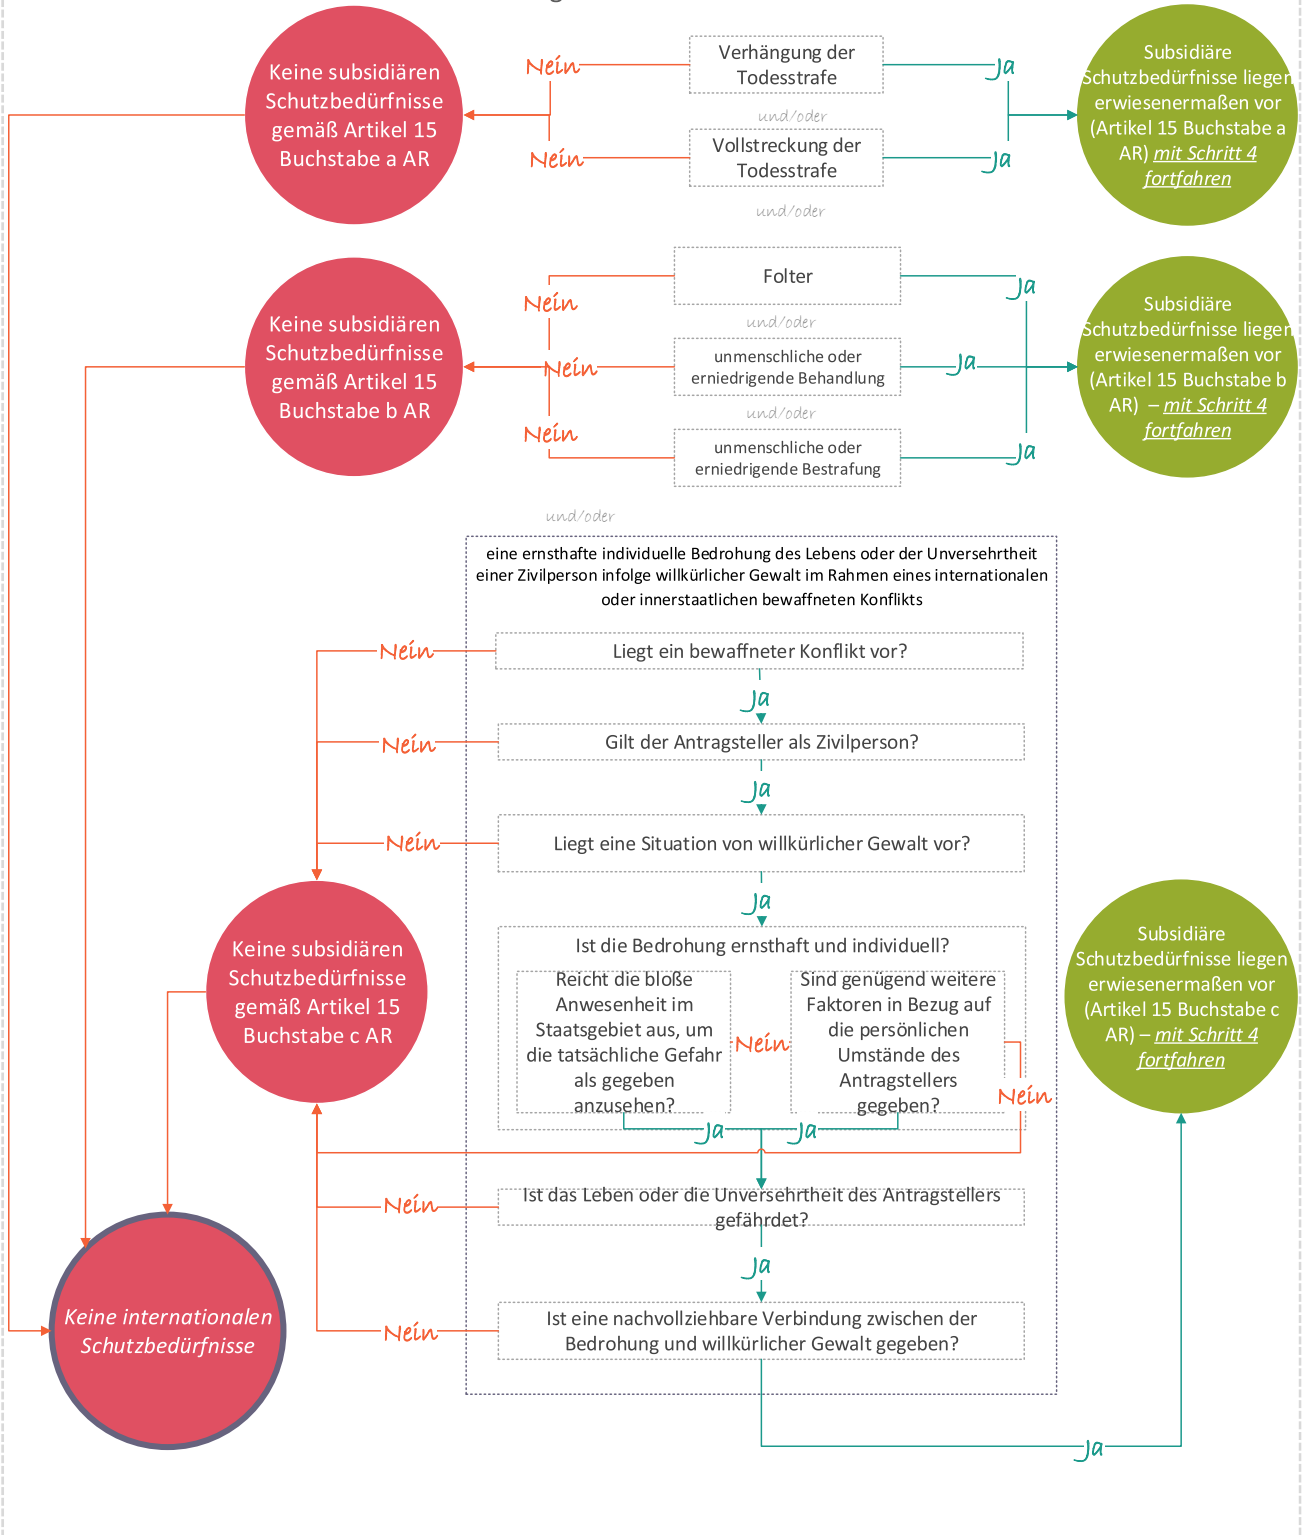 Keine subsidiären
Schutzbedürfnisse
gemäß Artikel 15
Buchstabe a AR
Nein
Nein
Verhängung der
Todesstrafe
und/oder
Vollstreckung der
Todesstrafe
Ja
Ja
Subsidiäre
Schutzbedürfnisse liegen
erwiesenermaßen vor
(Artikel 15 Buchstabe a
AR) mit Schritt 4
fortfahren
und/oder
Keine subsidiären
Schutzbedürfnisse
gemäß Artikel 15
Buchstabe b AR
Nein
Nein
Nein
Folter
und/oder
unmenschliche oder
erniedrigende Behandlung
und/oder
unmenschliche oder
erniedrigende Bestrafung
Ja
Ja
Ja
Subsidiäre
Schutzbedürfnisse liegen
erwiesenermaßen vor
(Artikel 15 Buchstabe b
AR) – mit Schritt 4
fortfahren
und/oder
eine ernsthafte individuelle Bedrohung des Lebens oder der Unversehrtheit
einer Zivilperson infolge willkürlicher Gewalt im Rahmen eines internationalen
oder innerstaatlichen bewaffneten Konflikts
Nein
Liegt ein bewaffneter Konflikt vor?
Ja
Nein
Gilt der Antragsteller als Zivilperson?
Ja
Nein
Liegt eine Situation von willkürlicher Gewalt vor?
Ja
Keine subsidiären
Schutzbedürfnisse
gemäß Artikel 15
Buchstabe c AR
Ist die Bedrohung ernsthaft und individuell?
Reicht die bloße
Anwesenheit im
Staatsgebiet aus, um
die tatsächliche Gefahr
als gegeben
anzusehen?
Nein
Sind genügend weitere
Faktoren in Bezug auf
die persönlichen
Umstände des
Antragstellers
gegeben?
Nein
Ja
Ja
Subsidiäre
Schutzbedürfnisse liegen
erwiesenermaßen vor
(Artikel 15 Buchstabe c
AR) – mit Schritt 4
fortfahren
Nein
Ist das Leben oder die Unversehrtheit des Antragstellers
gefährdet?
Ja
Keine internationalen
Schutzbedürfnisse
Nein
Ist eine nachvollziehbare Verbindung zwischen der
Bedrohung und willkürlicher Gewalt gegeben?
Ja